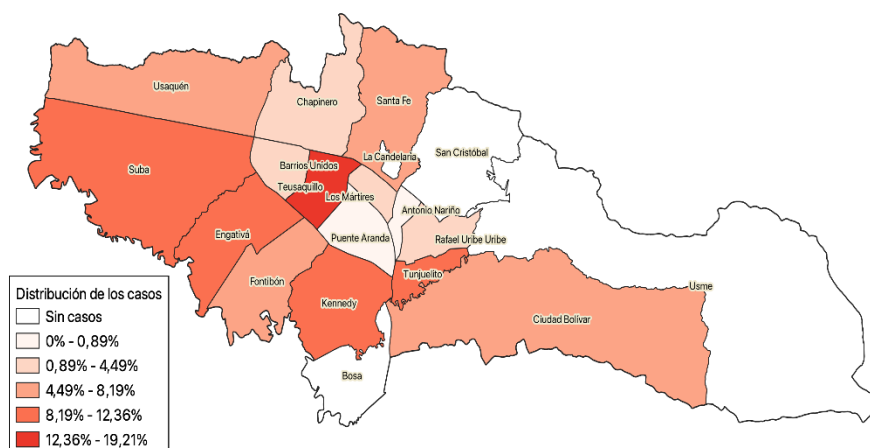 Usaquén
Chapinero
Santa Fe
La Candelaria
San Cristóbal
Suba
Barrios Unidos
Teusaquillo
Los Mártires
Antonio Nariño
Engativá
Puente Aranda
Rafael Uribe Uribe
Fontibón
Tunjuelito
Kennedy
Usme
Ciudad Bolívar
Bosa
Distribución de los casos
Sin casos
0% - 0,89%
0,89% - 4,49%
4,49% - 8,19%
8,19% - 12,36%
12,36% - 19,21%